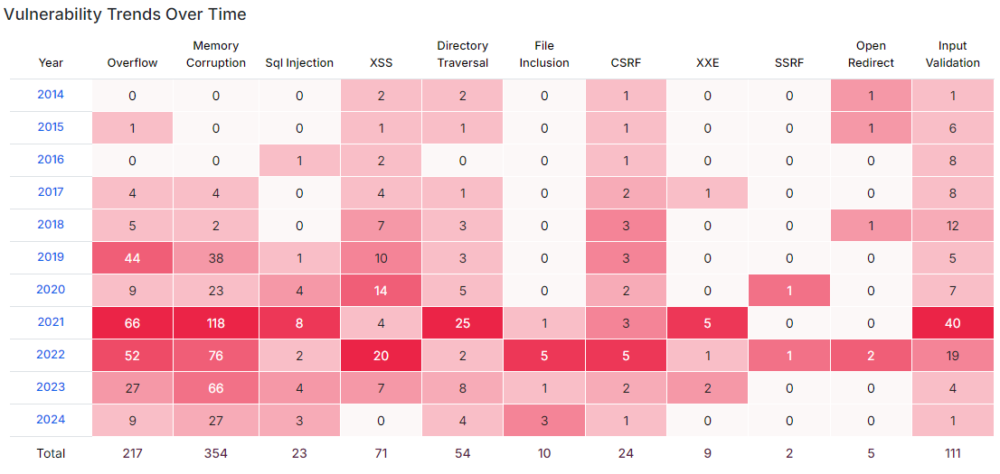 Vulnerability Trends Over Time
Year Overflow Memory Corruption Sql Injection XSS Directory Traversal File Inclusion CSRF XXE SSRF Open Redirect Input Validation
2014 0 0 0 2 2 0 1 0 0 1 1
2015 1 0 0 1 1 0 1 0 0 1 6
2016 0 0 1 2 0 0 1 0 0 0 8
2017 4 4 0 4 1 0 2 1 0 0 8
2018 5 2 0 7 3 0 3 0 0 1 12
2019 44 38 1 10 3 0 3 0 0 0 5
2020 9 23 4 14 5 0 2 0 1 0 7
2021 66 118 8 4 25 1 3 5 0 0 40
2022 52 76 2 20 2 5 5 1 1 2 19
2023 27 66 4 7 8 1 2 2 0 0 4
2024 9 27 3 0 4 3 1 0 0 0 1
Total 217 354 23 71 54 10 24 9 2 5 111